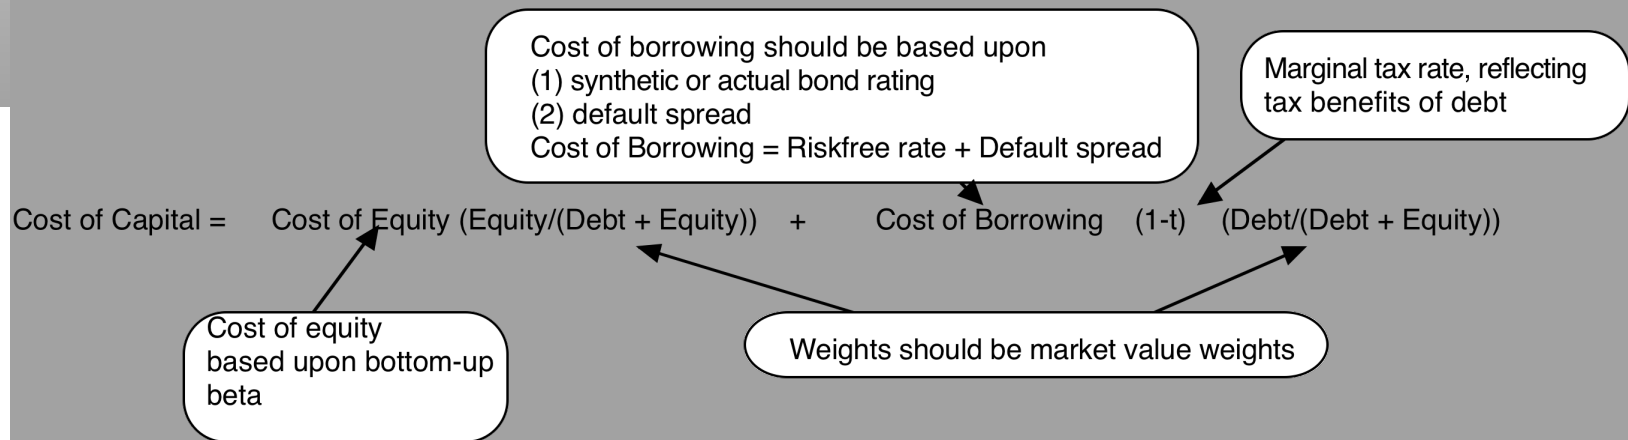 Cost of borrowing should be based upon
(1) synthetic or actual bond rating
(2) default spread
Cost of Borrowing = Riskfree rate + Default spread
Marginal tax rate, reflecting
tax benefits of debt
Cost of Capital = Cost of Equity (Equity/(Debt + Equity)) + Cost of Borrowing (1-t) (Debt/(Debt + Equity))
Cost of equity
based upon bottom-up
beta
Weights should be market value weights